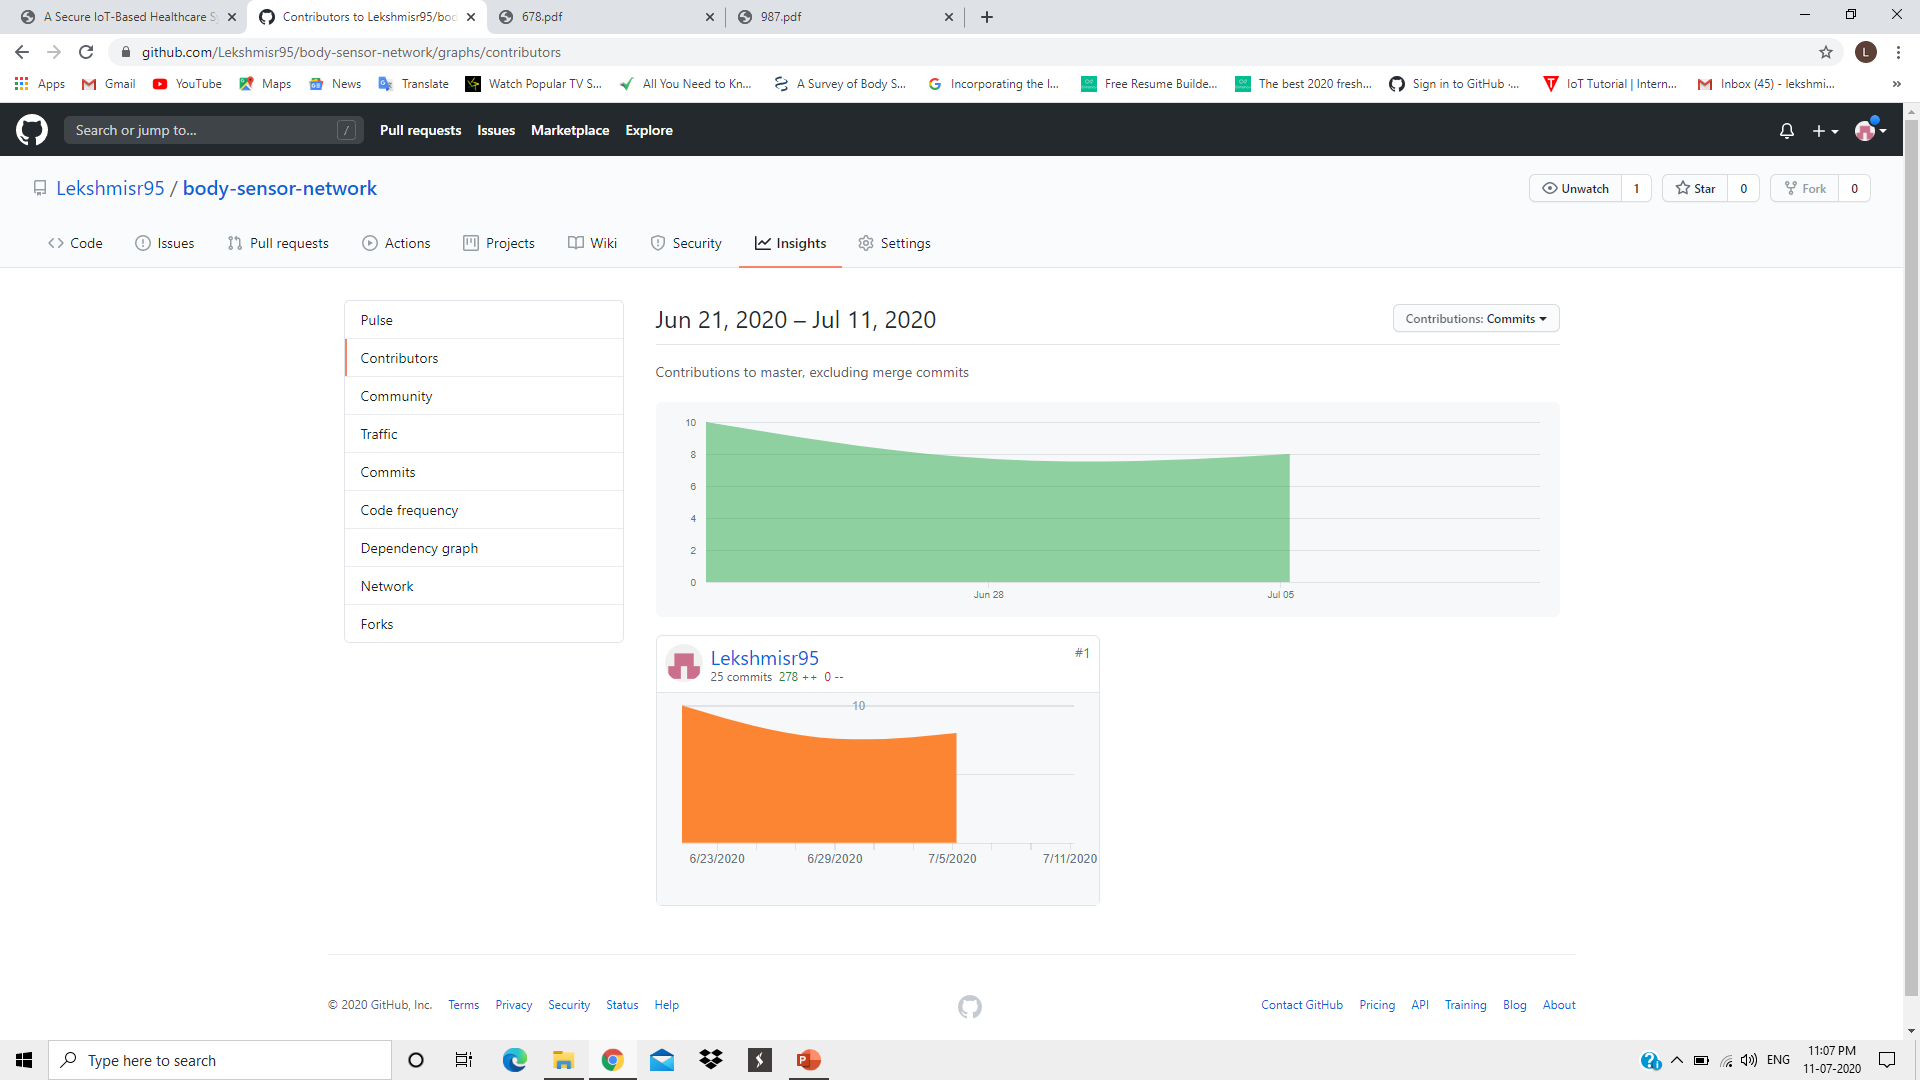 A Secure IoT-Based Healthcare S
Contributors to Lekshmisr95/bod
678.pdf
987.pdf
github.com/Lekshmisr95/body-sensor-network/graphs/contributors
L
Apps
Gmail
YouTube
Maps
News
Translate
Watch Popular TV S...
All You Need to Kn...
A Survey of Body S...
Incorporating the I...
Free Resume Builde...
The best 2020 fresh...
Sign in to GitHub ·...
IoT Tutorial | Intern...
Inbox (45) - lekshmi...
»
Search or jump to...
/
Pull requests
Issues
Marketplace
Explore
Lekshmisr95 / body-sensor-network
Unwatch 1
Star 0
Fork 0
Code
Issues
Pull requests
Actions
Projects
Wiki
Security
Insights
Settings
Pulse
Contributors
Community
Traffic
Commits
Code frequency
Dependency graph
Network
Forks
Jun 21, 2020 – Jul 11, 2020
Contributions: Commits
Contributions to master, excluding merge commits
10
8
6
4
2
0
Jun 28
Jul 05
Lekshmisr95
#1
25 commits 278 ++ 0 --
10
6/23/2020
6/29/2020
7/5/2020
7/11/2020
© 2020 GitHub, Inc.
Terms
Privacy
Security
Status
Help
Contact GitHub
Pricing
API
Training
Blog
About
Type here to search
ENG
11:07 PM
11-07-2020